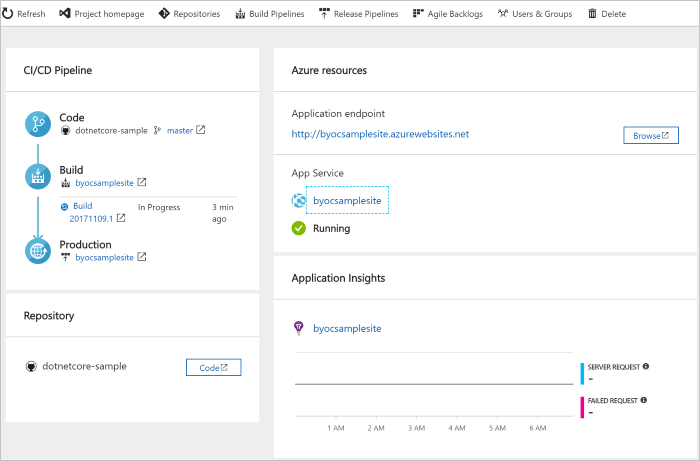 Refresh Project homepage Repositories Build Pipelines Release Pipelines Agile Backlogs Users & Groups Delete
CI/CD Pipeline
Code
dotnetcore-sample master
Build
byocsamplesite
Build 20171109.1 In Progress 3 min ago
Production
byocsamplesite
Repository
dotnetcore-sample Code
Azure resources
Application endpoint
http://byocsamplesite.azurewebsites.net Browse
App Service
byocsamplesite
Running
Application Insights
byocsamplesite
SERVER REQUEST
--
FAILED REQUEST
--
1 AM 2 AM 3 AM 4 AM 5 AM 6 AM